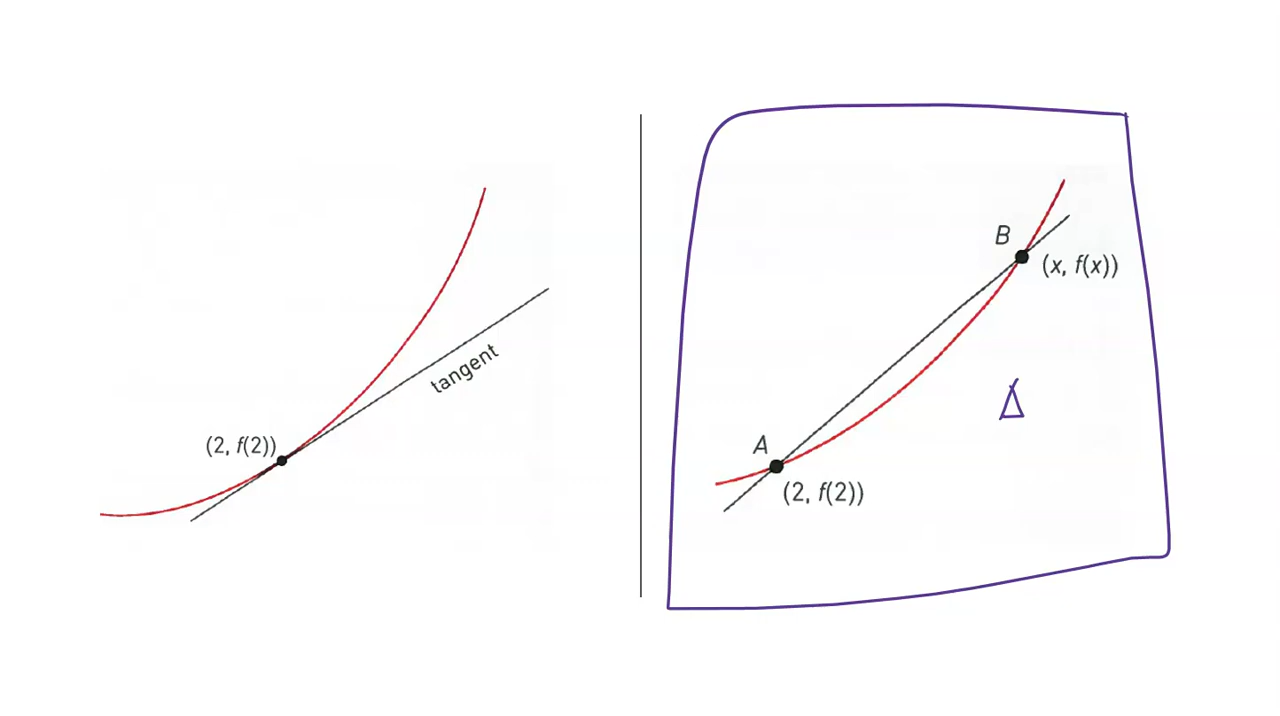 (2, f(2))
tangent
B
(x, f(x))
Δ
A
(2, f(2))